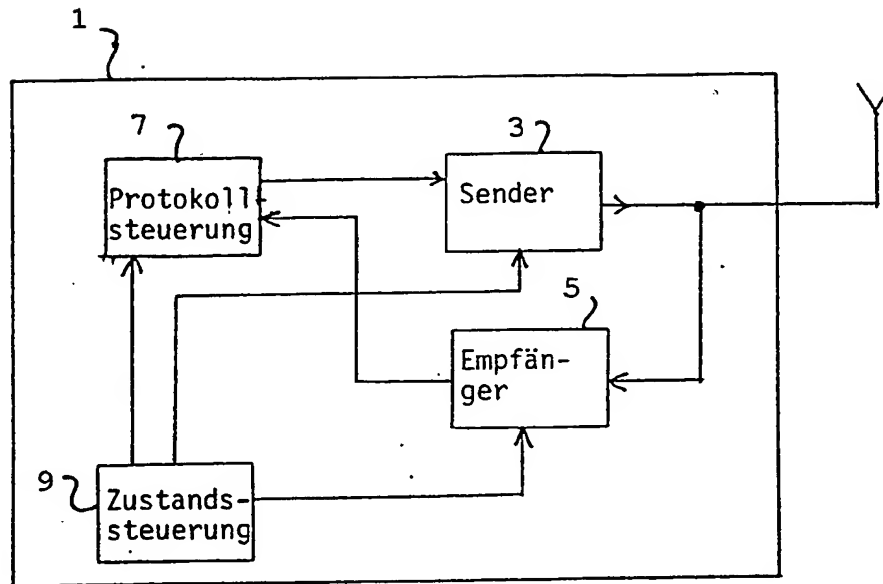 1
7
Protokoll-
steuerung
3
Sender
5
Empfän-
ger
9
Zustands-
steuerung